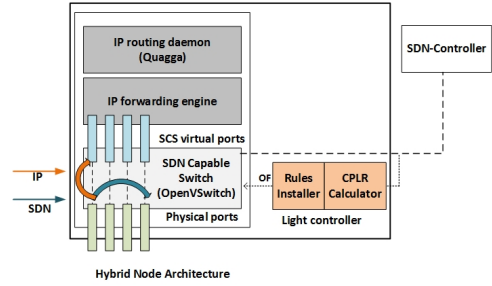 IP routing daemon
(Quagga)
SDN-Controller
IP forwarding engine
SCS virtual ports
SDN Capable
Switch
(OpenVSwitch)
IP
SDN
OF
Rules
Installer
CPLR
Calculator
Physical ports
Light controller
Hybrid Node Architecture